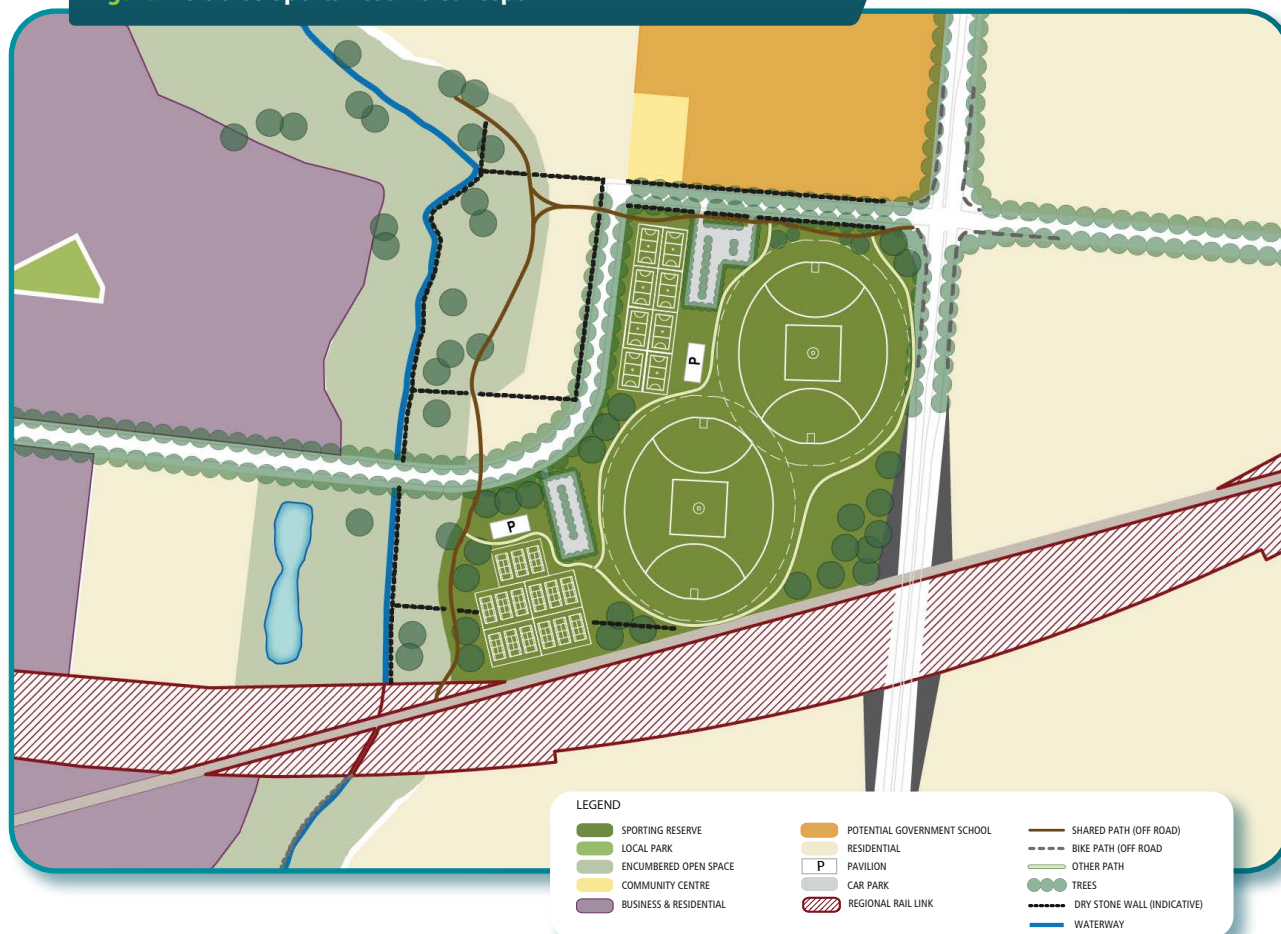 P
P
LEGEND
SPORTING RESERVE
LOCAL PARK
ENCUMBERED OPEN SPACE
COMMUNITY CENTRE
BUSINESS & RESIDENTIAL
POTENTIAL GOVERNMENT SCHOOL
RESIDENTIAL
P PAVILION
CAR PARK
REGIONAL RAIL LINK
SHARED PATH (OFF ROAD)
BIKE PATH (OFF ROAD
OTHER PATH
TREES
DRY STONE WALL (INDICATIVE)
WATERWAY